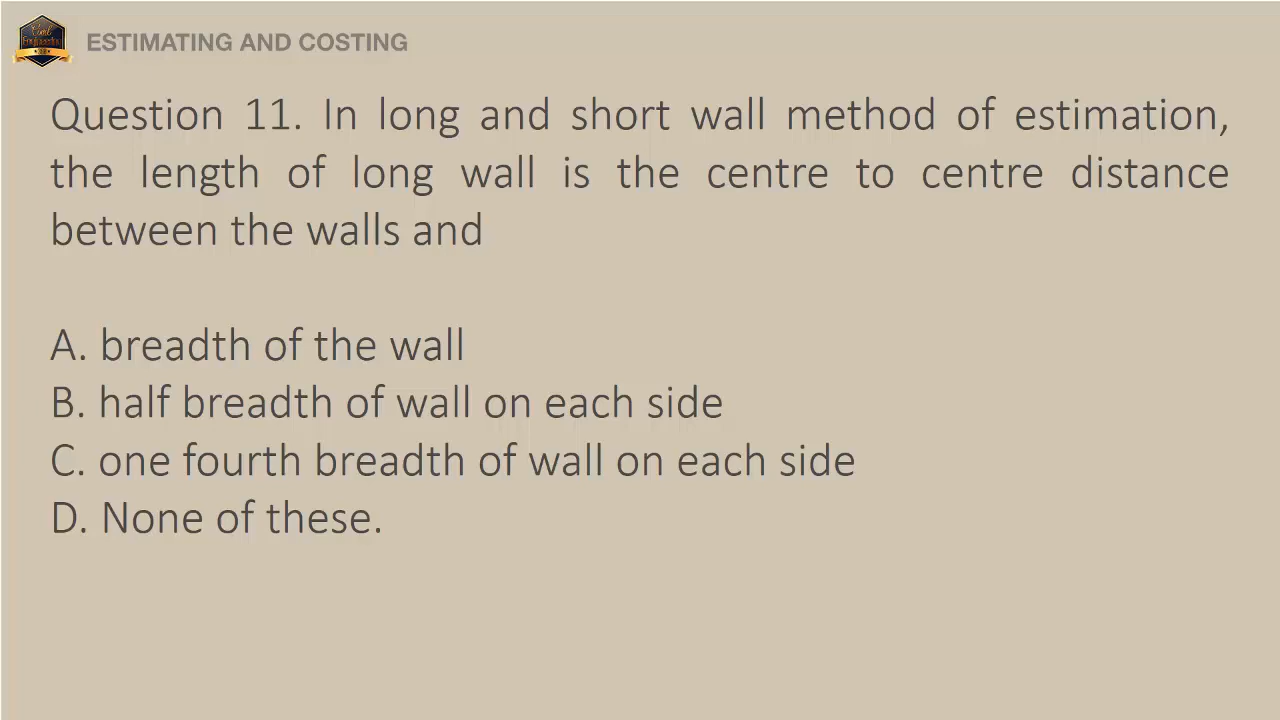 Civil
Engineering
ESTIMATING AND COSTING
Question 11. In long and short wall method of estimation,
the length of long wall is the centre to centre distance
between the walls and
A. breadth of the wall
B. half breadth of wall on each side
C. one fourth breadth of wall on each side
D. None of these.